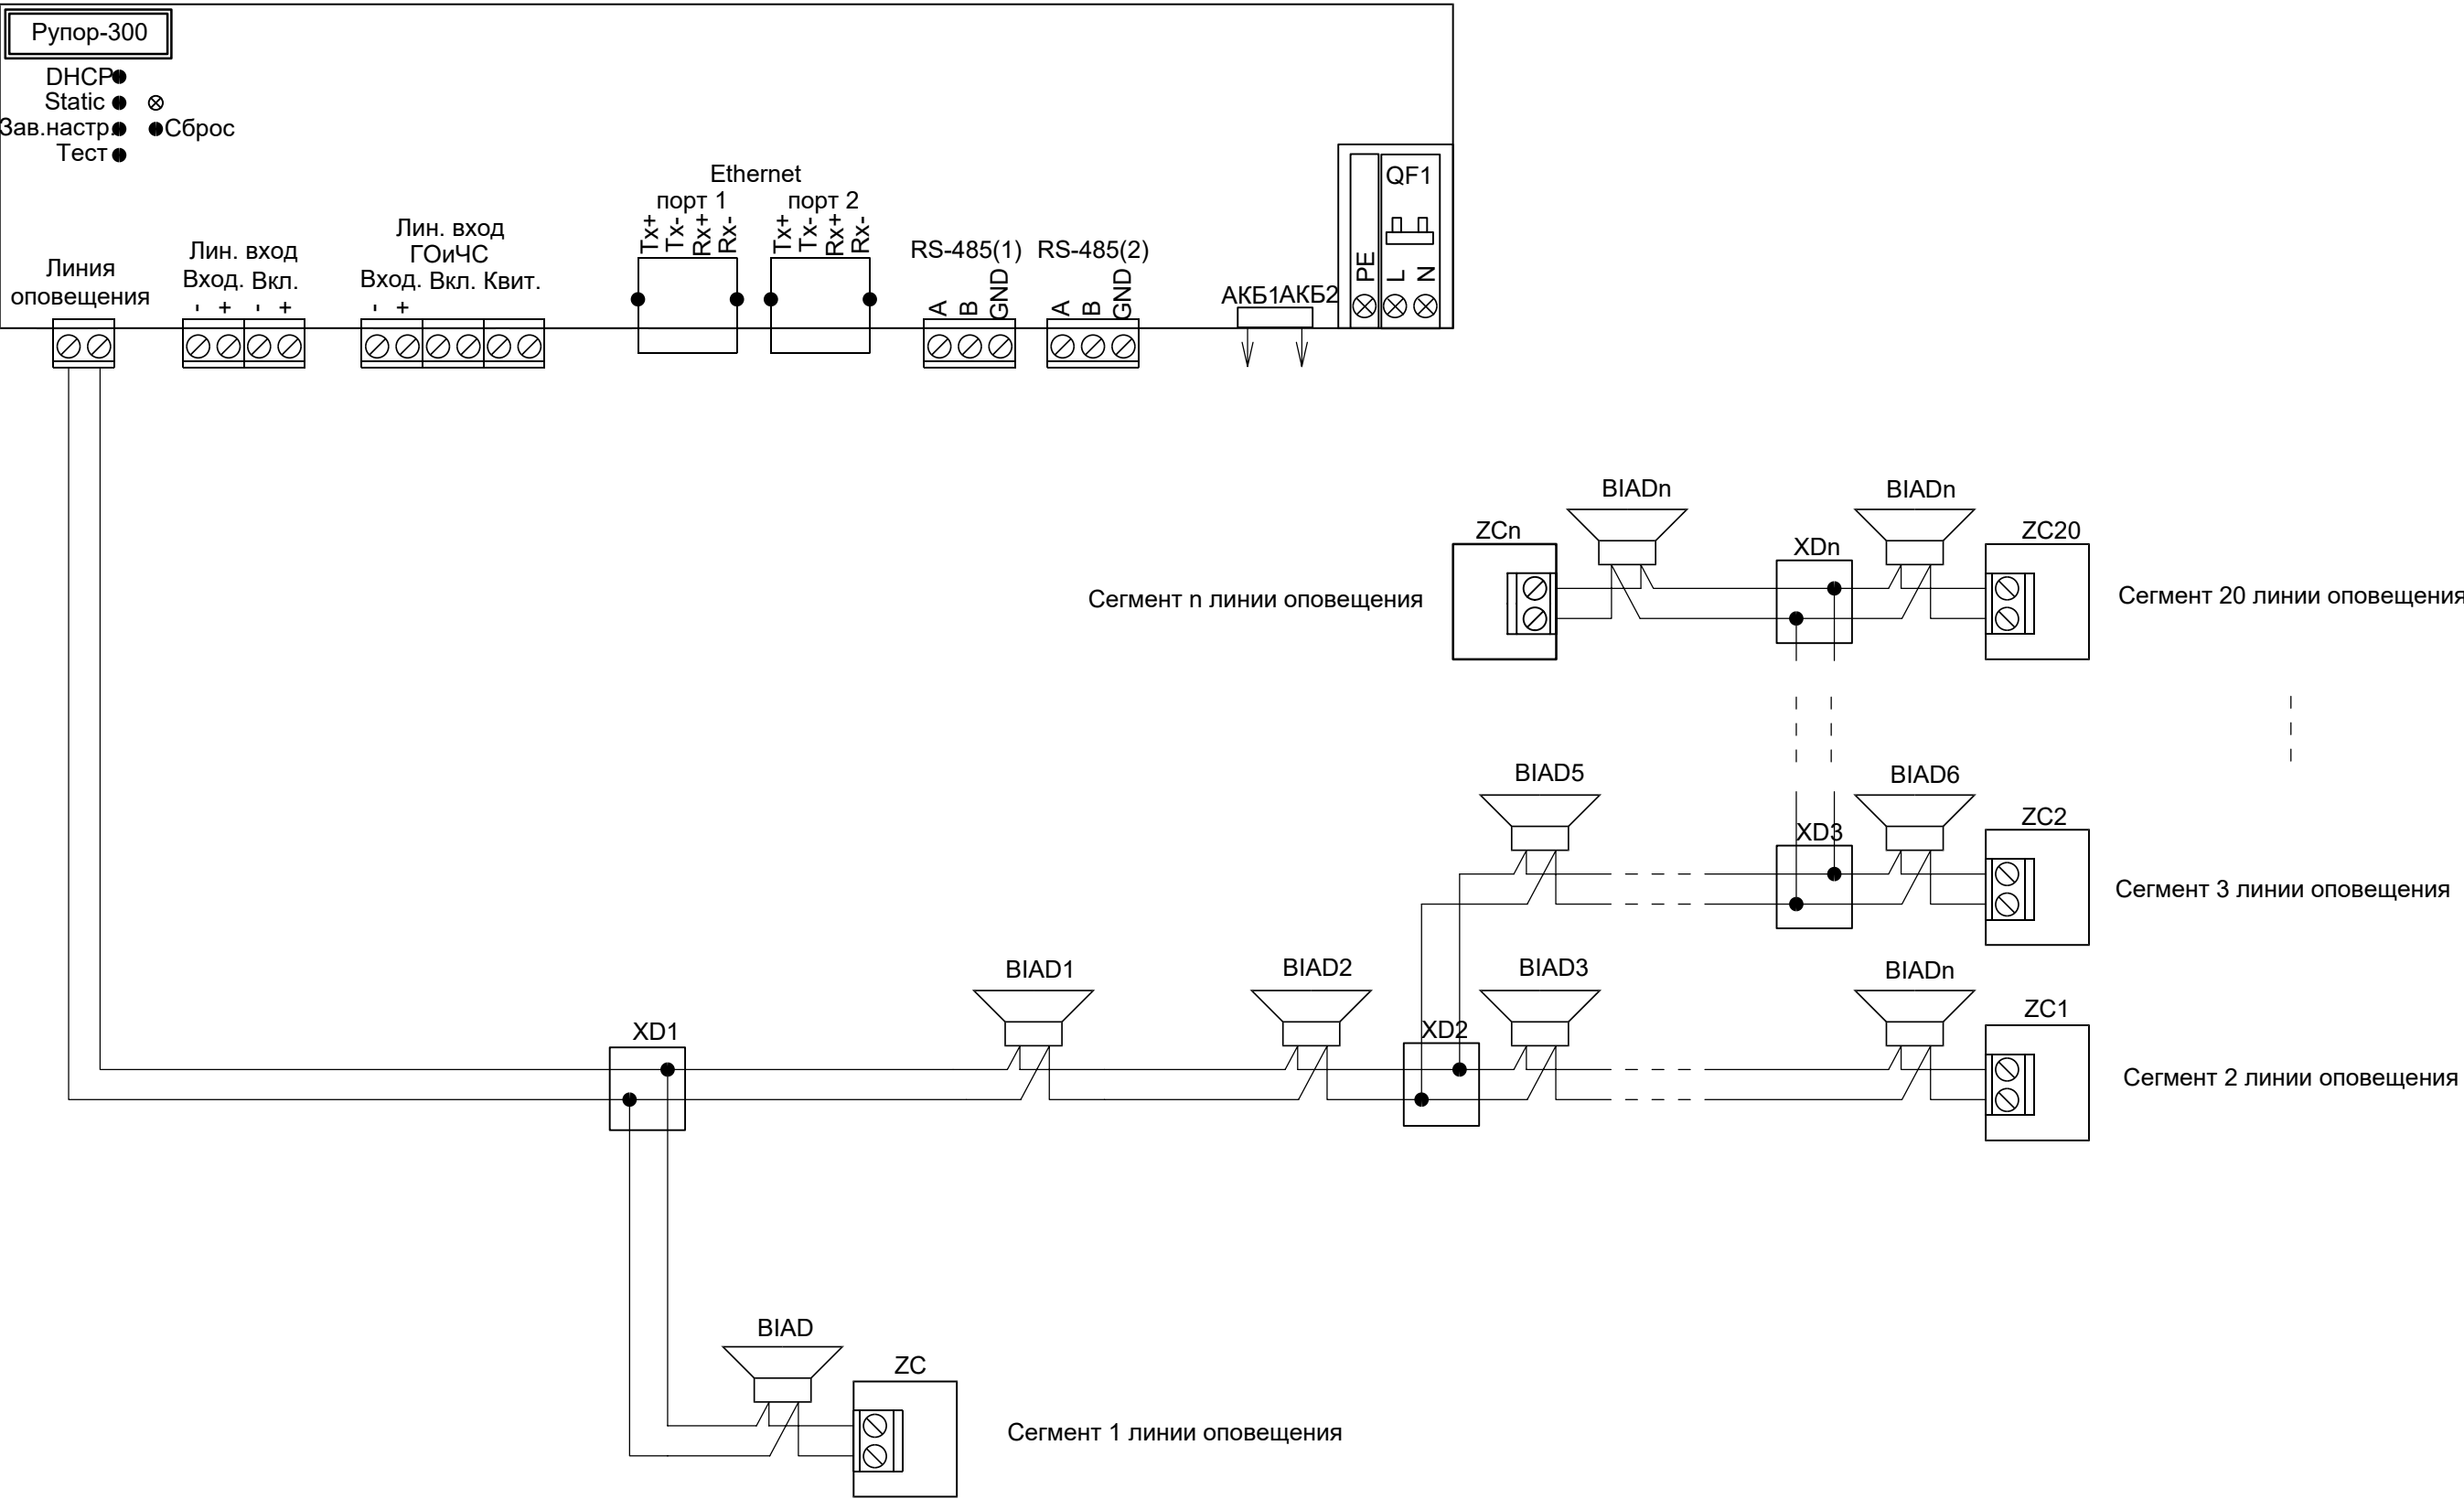 Рупор-300
DHCP
Static
Зав.настр.
Сброс
Тест
Линия
оповещения
Лин. вход
Вход. Вкл.
- + - +
Лин. вход
ГОиЧС
Вход. Вкл. Квит.
- +
Ethernet
порт 1
порт 2
Tx+
Tx-
Rx+
Rx-
Tx+
Tx-
Rx+
Rx-
RS-485(1)
A
B
GND
RS-485(2)
A
B
GND
АКБ1
АКБ2
QF1
PE
L
N
BIADn
BIADn
ZCn
XDn
ZC20
Сегмент n линии оповещения
Сегмент 20 линии оповещения
BIAD5
BIAD6
XD3
ZC2
Сегмент 3 линии оповещения
BIAD1
BIAD2
BIAD3
BIADn
XD1
XD2
ZC1
Сегмент 2 линии оповещения
BIAD
ZC
Сегмент 1 линии оповещения